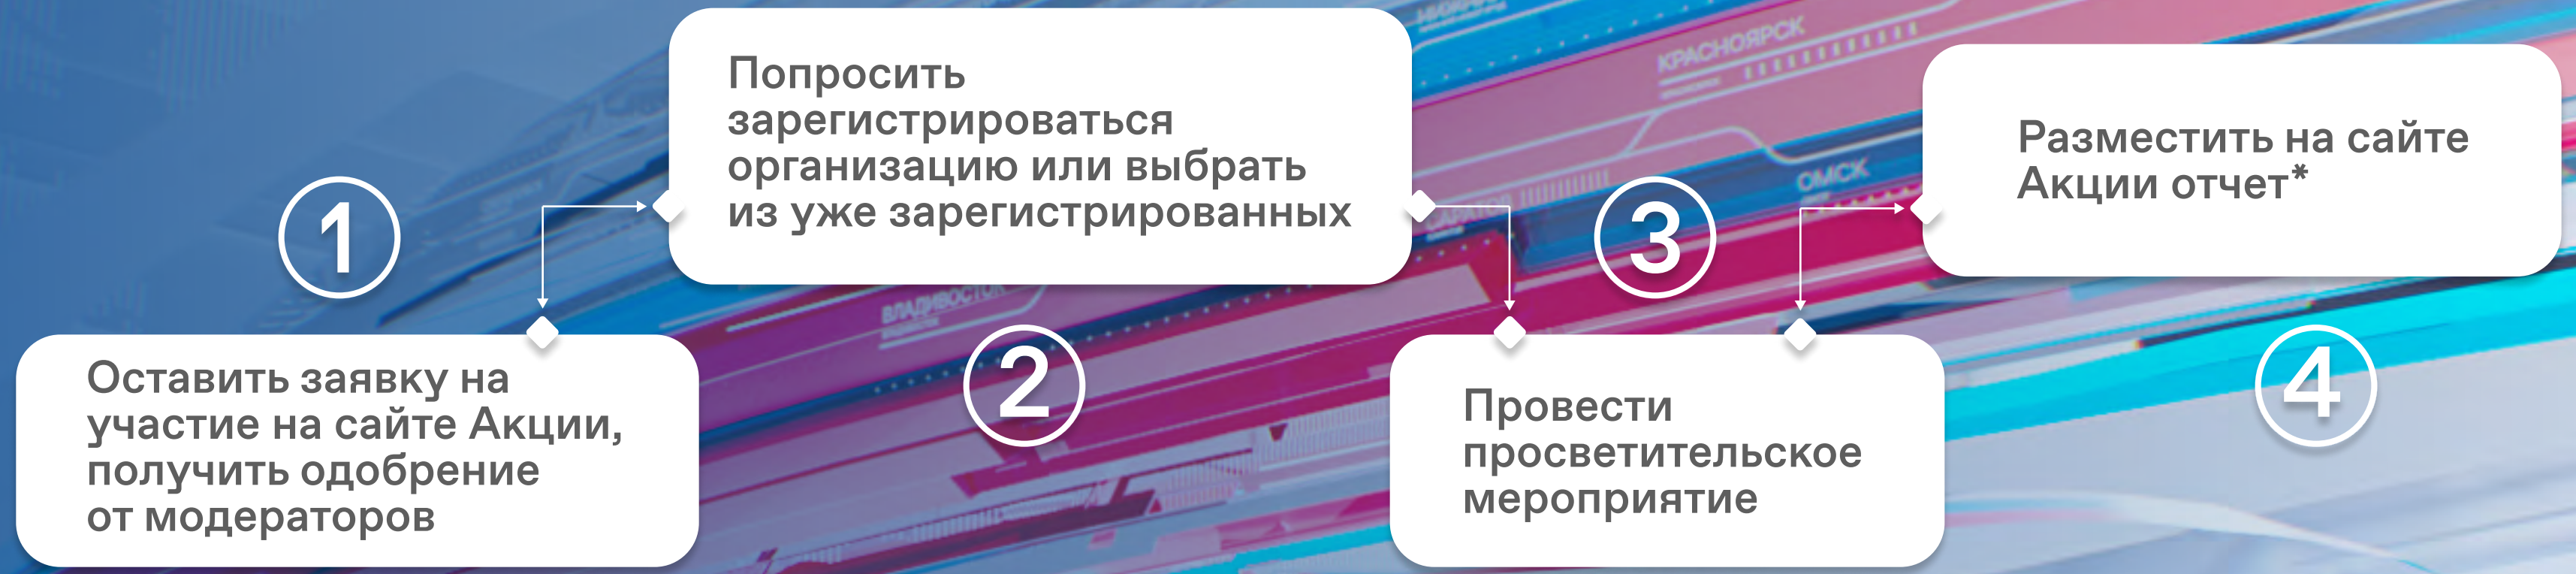 1
Оставить заявку на
участие на сайте Акции,
получить одобрение
от модераторов
Попросить
зарегистрироваться
организацию или выбрать
из уже зарегистрированных
2
3
Провести
просветительское
мероприятие
Разместить на сайте
Акции отчет*
4
КРАСНОЯРСК
ОМСК
САРАТОВ
ВЛАДИВОСТОК